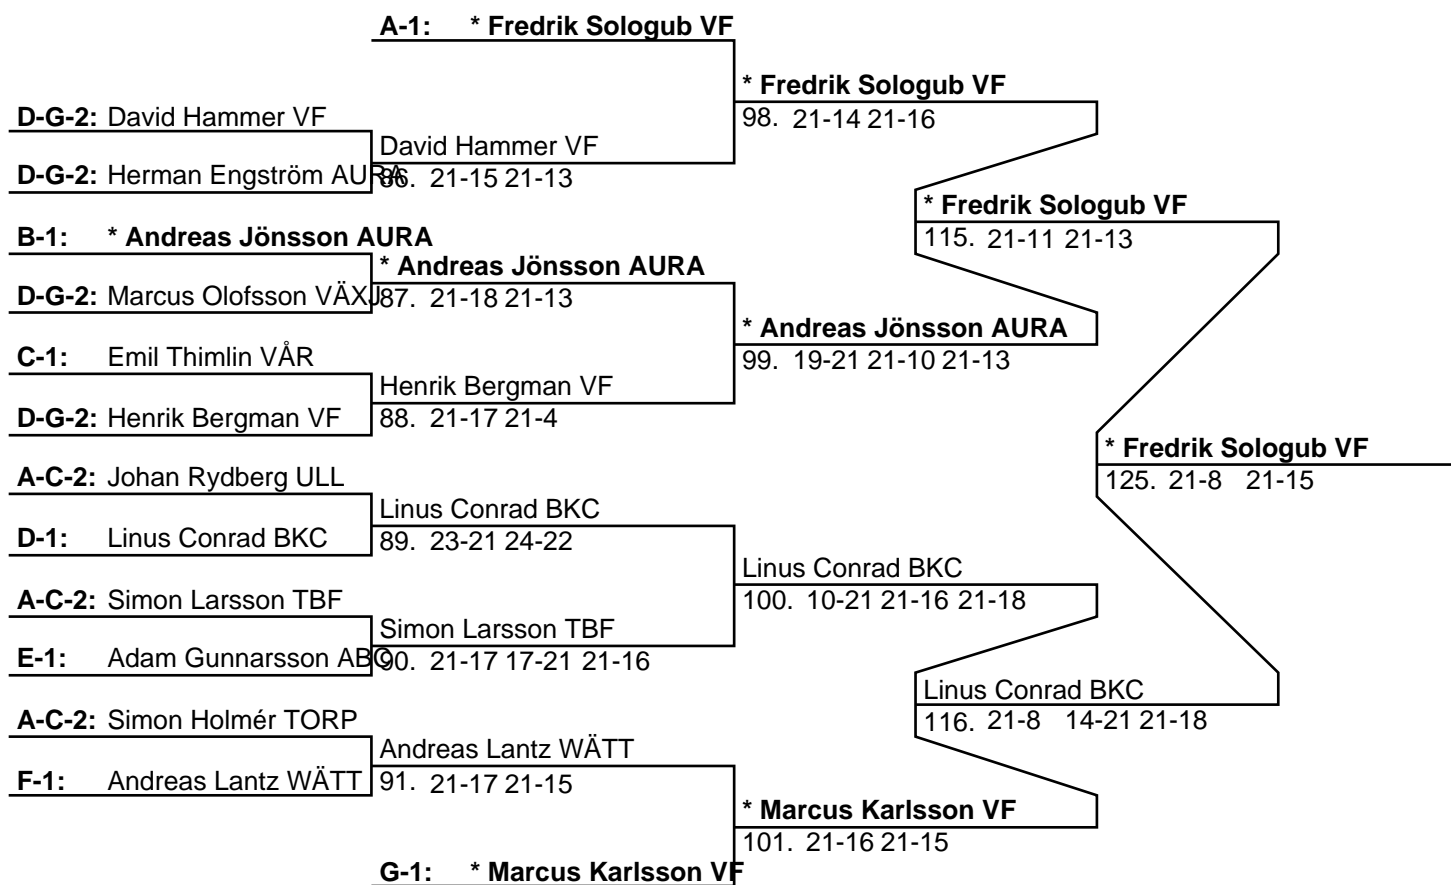 A-1: * Fredrik Sologub VF
* Fredrik Sologub VF
D-G-2: David Hammer VF
98. 21-14 21-16
David Hammer VF
D-G-2: Herman Engström AURA
86. 21-15 21-13
* Fredrik Sologub VF
B-1: * Andreas Jönsson AURA
115. 21-11 21-13
* Andreas Jönsson AURA
D-G-2: Marcus Olofsson VÄXJ
87. 21-18 21-13
* Andreas Jönsson AURA
C-1: Emil Thimlin VÅR
99. 19-21 21-10 21-13
Henrik Bergman VF
D-G-2: Henrik Bergman VF
88. 21-17 21-4
* Fredrik Sologub VF
A-C-2: Johan Rydberg ULL
125. 21-8 21-15
Linus Conrad BKC
D-1: Linus Conrad BKC
89. 23-21 24-22
Linus Conrad BKC
A-C-2: Simon Larsson TBF
100. 10-21 21-16 21-18
Simon Larsson TBF
E-1: Adam Gunnarsson ABC
90. 21-17 17-21 21-16
Linus Conrad BKC
A-C-2: Simon Holmér TORP
116. 21-8 14-21 21-18
Andreas Lantz WÄTT
F-1: Andreas Lantz WÄTT
91. 21-17 21-15
* Marcus Karlsson VF
101. 21-16 21-15
G-1: * Marcus Karlsson VF